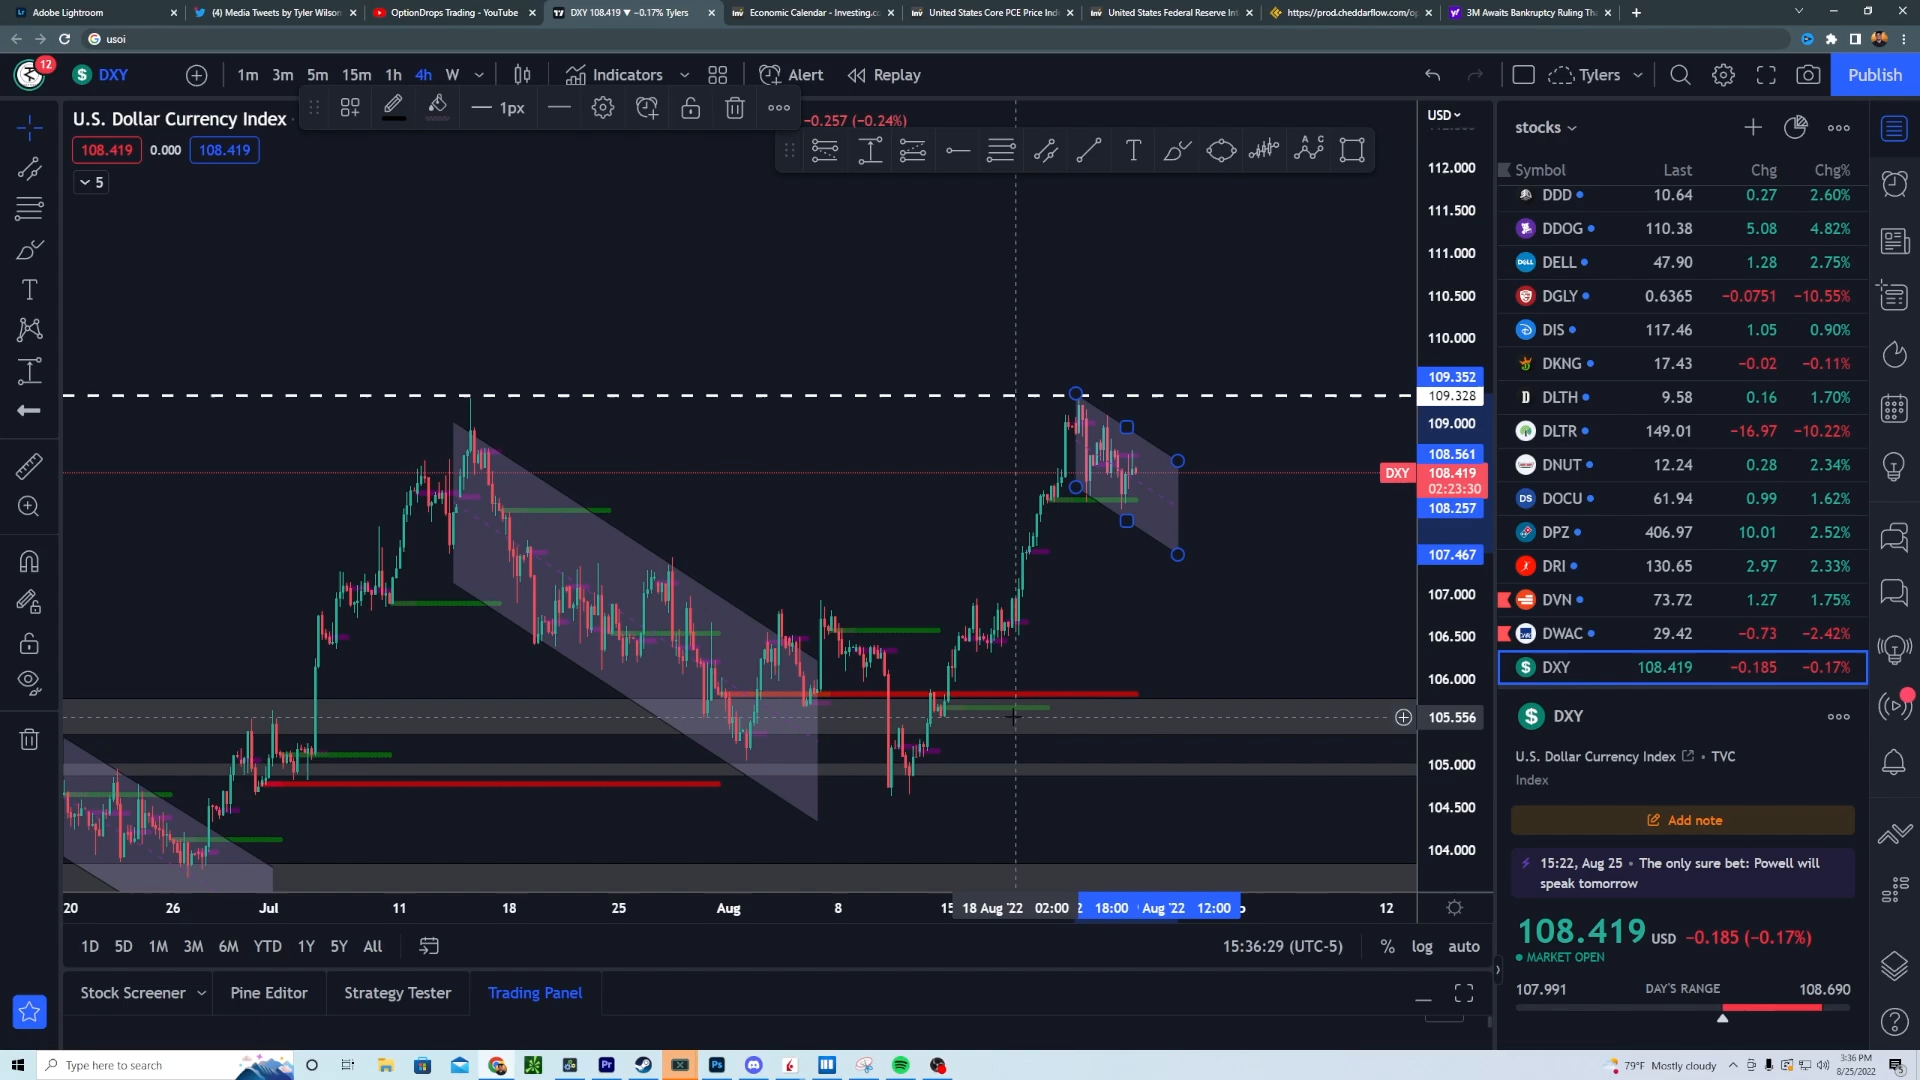 Adobe Lightroom
(4) Media Tweets by Tyler Wilson
OptionDrops Trading - YouTube
DXY 108.419 ▼ −0.17% Tylers
Economic Calendar - Investing.c
United States Core PCE Price Ind
United States Federal Reserve Int
https://prod.cheddarflow.com/op
3M Awaits Bankruptcy Ruling Th
usoi
12
DXY
1m 3m 5m 15m 1h 4h W
Indicators
Alert
Replay
Tylers
Publish
1px
U.S. Dollar Currency Index
−0.257 (−0.24%)
108.419 0.000 108.419
5
USD
112.000
111.500
111.000
110.500
110.000
109.352
109.328
109.000
108.561
DXY 108.419
02:23:30
108.257
107.467
107.000
106.500
106.000
105.556
105.000
104.500
104.000
20 26 Jul 11 18 25 Aug 8 15 18 Aug '22 02:00 18:00 Aug '22 12:00 12
1D 5D 1M 3M 6M YTD 1Y 5Y All
15:36:29 (UTC-5) % log auto
Stock Screener Pine Editor Strategy Tester Trading Panel
stocks
Symbol Last Chg Chg%
DDD 10.64 0.27 2.60%
DDOG 110.38 5.08 4.82%
DELL 47.90 1.28 2.75%
DGLY 0.6365 −0.0751 −10.55%
DIS 117.46 1.05 0.90%
DKNG 17.43 −0.02 −0.11%
DLTH 9.58 0.16 1.70%
DLTR 149.01 −16.97 −10.22%
DNUT 12.24 0.28 2.34%
DOCU 61.94 0.99 1.62%
DPZ 406.97 10.01 2.52%
DRI 130.65 2.97 2.33%
DVN 73.72 1.27 1.75%
DWAC 29.42 −0.73 −2.42%
DXY 108.419 −0.185 −0.17%
DXY
U.S. Dollar Currency Index • TVC
Index
Add note
15:22, Aug 25 • The only sure bet: Powell will
speak tomorrow
108.419 USD −0.185 (−0.17%)
MARKET OPEN
107.991 DAY'S RANGE 108.690
Type here to search
79°F Mostly cloudy
3:36 PM
8/25/2022